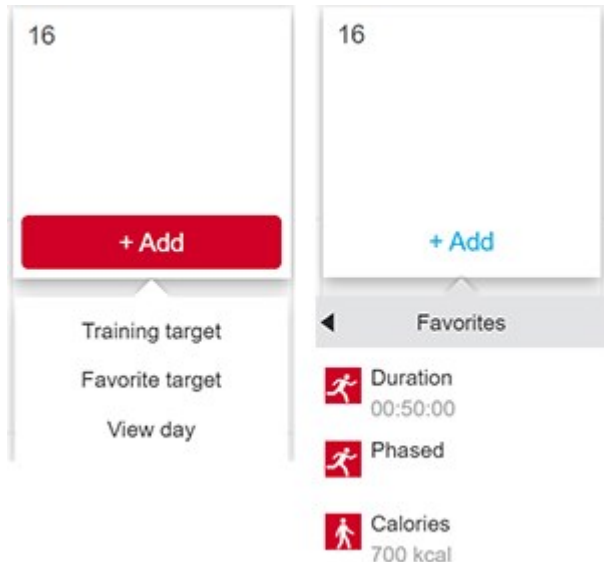 16
+ Add
Training target
Favorite target
View day
16
+ Add
Favorites
Duration
00:50:00
Phased
Calories
700 kcal